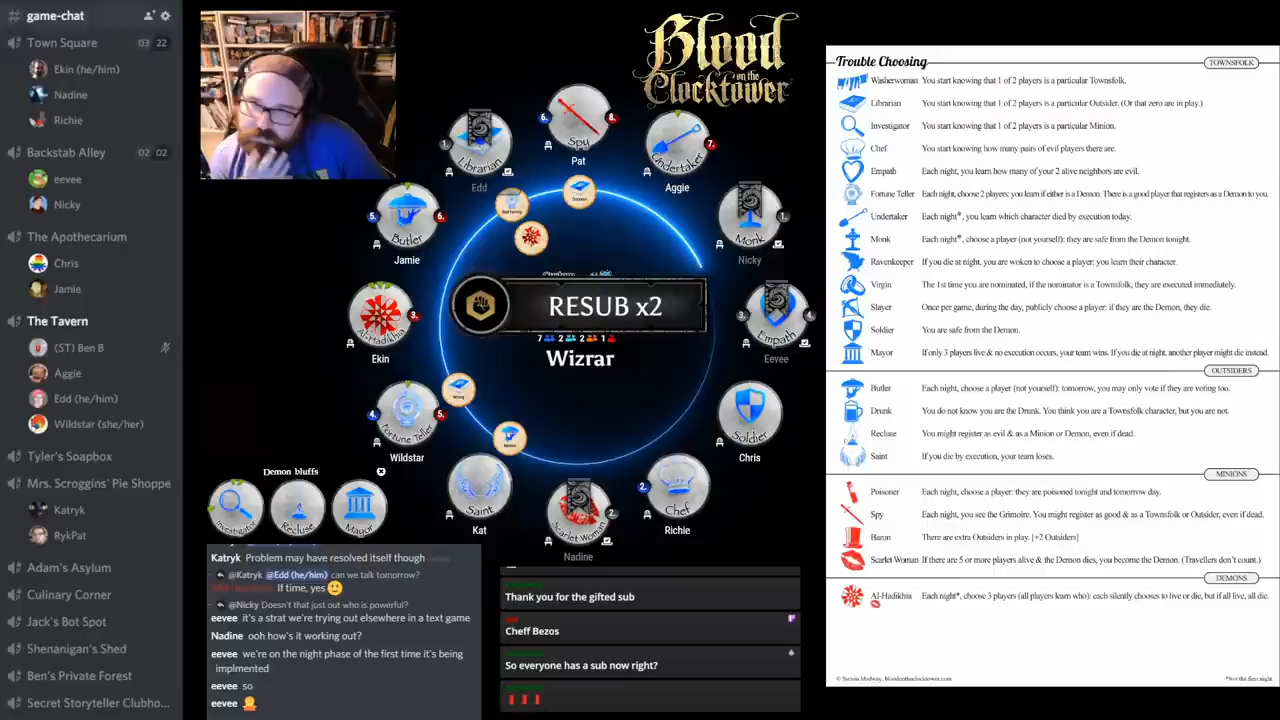 game-chat
Town Square 03 22
Ekin (he/him)
Nadine
Richie
Backstab Alley 02 02
eevee
Nicky
The Apothecarium
Chris
Jamie
The Tavern
(ST) Ben B
Aggie
Edd (he/him)
Wildstar (she/her)
Tyler's Soapbox
Mrs. Scroggins' Pie Shoppe
Katryk
RykPat
Adam's Asylum
Culinary Corner
Jack's Bot Spot
Shenanigan's Shed
Ben's Private Forest
Secret Storyteller Clubho...
Blood
on the
Clocktower
Librarian
Edd
Spy
Pat
Undertaker
Aggie
Monk
Nicky
Empath
Eevee
Soldier
Chris
Chef
Richie
Scarlet Woman
Nadine
Saint
Kat
Fortune Teller
Wildstar
Al-Hadikhia
Ekin
Butler
Jamie
RESUB x2
7 2 2 1
Wizrar
Demon bluffs
Investigator
Recluse
Mayor
Katryk Problem may have resolved itself though
@Katryk @Edd (he/him) can we talk tomorrow?
If time, yes
@Nicky Doesn't that just out who is powerful?
eevee it's a strat we're trying out elsewhere in a text game
Nadine ooh how's it working out?
eevee we're on the night phase of the first time it's being
implmented
eevee so
eevee
Thank you for the gifted sub
Cheff Bezos
So everyone has a sub now right?
Trouble Choosing
TOWNSFOLK
Washerwoman You start knowing that 1 of 2 players is a particular Townsfolk.
Librarian You start knowing that 1 of 2 players is a particular Outsider. (Or that zero are in play.)
Investigator You start knowing that 1 of 2 players is a particular Minion.
Chef You start knowing how many pairs of evil players there are.
Empath Each night, you learn how many of your 2 alive neighbors are evil.
Fortune Teller Each night, choose 2 players: you learn if either is a Demon. There is a good player that registers as a Demon to you.
Undertaker Each night*, you learn which character died by execution today.
Monk Each night*, choose a player (not yourself): they are safe from the Demon tonight.
Ravenkeeper If you die at night, you are woken to choose a player: you learn their character.
Virgin The 1st time you are nominated, if the nominator is a Townsfolk, they are executed immediately.
Slayer Once per game, during the day, publicly choose a player: if they are the Demon, they die.
Soldier You are safe from the Demon.
Mayor If only 3 players live & no execution occurs, your team wins. If you die at night, another player might die instead.
OUTSIDERS
Butler Each night, choose a player (not yourself): tomorrow, you may only vote if they are voting too.
Drunk You do not know you are the Drunk. You think you are a Townsfolk character, but you are not.
Recluse You might register as evil & as a Minion or Demon, even if dead.
Saint If you die by execution, your team loses.
MINIONS
Poisoner Each night, choose a player: they are poisoned tonight and tomorrow day.
Spy Each night, you see the Grimoire. You might register as good & as a Townsfolk or Outsider, even if dead.
Baron There are extra Outsiders in play. [+2 Outsiders]
Scarlet Woman If there are 5 or more players alive & the Demon dies, you become the Demon. (Travellers don't count.)
DEMONS
Al-Hadikhia Each night*, choose 3 players (all players learn who): each silently chooses to live or die, but if all live, all die.
© Steven Medway, bloodontheclocktower.com
*Not the first night